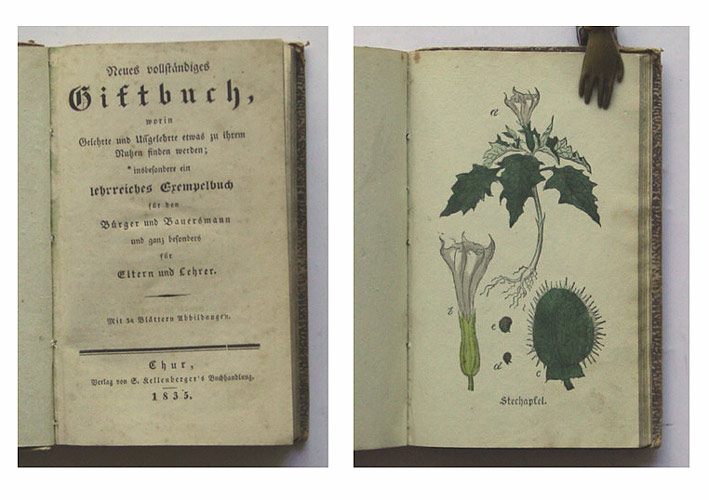 Neues vollständiges
Giftbuch,
worin
Gelehrte und Ungelehrte etwas zu ihrem
Nutzen finden werden;
insbesondere ein
lehrreiches Exempelbuch
für den
Bürger und Bauersmann
und ganz besonders
für
Eltern und Lehrer.
Mit 34 Blättern Abbildungen.
Chur,
Verlag von S. Kellenberger's Buchhandlung.
1835.
a
b
e
d
c
Stechapfel.